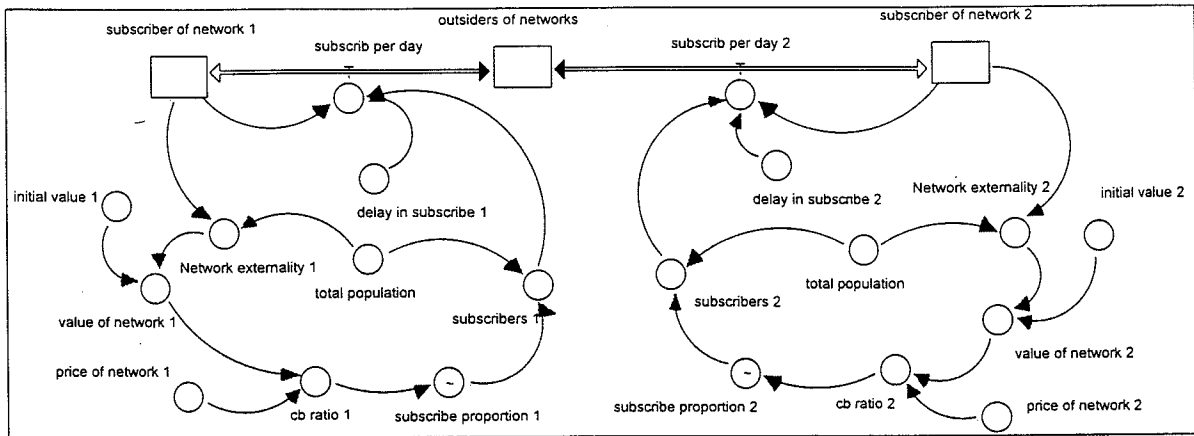 subscriber of network 1
outsiders of networks
subscriber of network 2
subscrib per day
subscrib per day 2
initial value 1
delay in subscribe 1
delay in subscribe 2
Network externality 2
initial value 2
Network externality 1
total population
total population
subscribers 1
subscribers 2
value of network 1
value of network 2
price of network 1
cb ratio 1
~
subscribe proportion 1
~
subscribe proportion 2
cb ratio 2
price of network 2